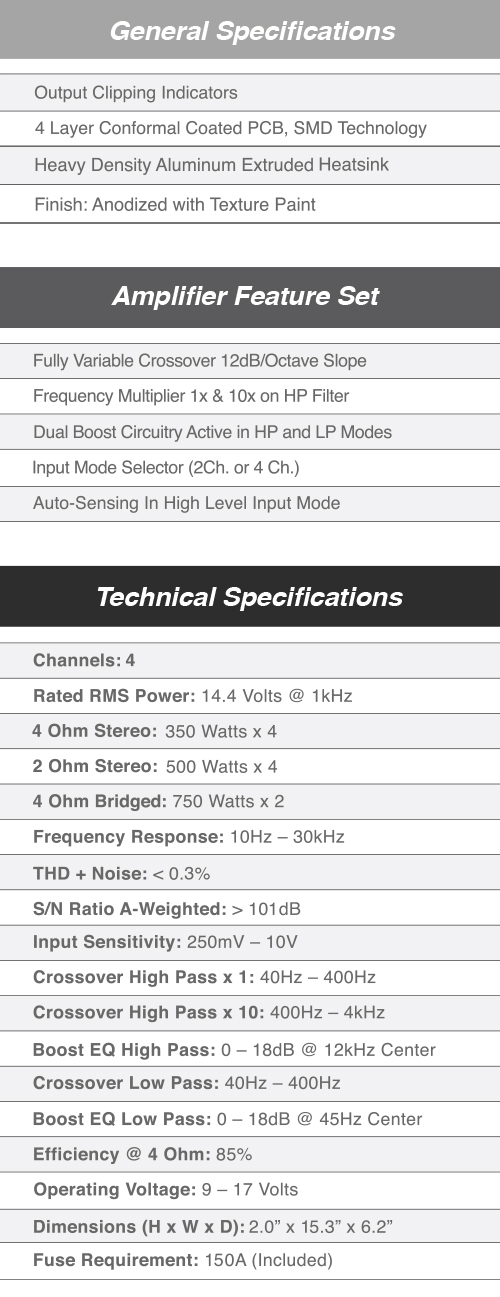 General Specifications
Output Clipping Indicators
4 Layer Conformal Coated PCB, SMD Technology
Heavy Density Aluminum Extruded Heatsink
Finish: Anodized with Texture Paint
Amplifier Feature Set
Fully Variable Crossover 12dB/Octave Slope
Frequency Multiplier 1x & 10x on HP Filter
Dual Boost Circuitry Active in HP and LP Modes
Input Mode Selector (2Ch. or 4 Ch.)
Auto-Sensing In High Level Input Mode
Technical Specifications
Channels: 4
Rated RMS Power: 14.4 Volts @ 1kHz
4 Ohm Stereo: 350 Watts x 4
2 Ohm Stereo: 500 Watts x 4
4 Ohm Bridged: 750 Watts x 2
Frequency Response: 10Hz – 30kHz
THD + Noise: < 0.3%
S/N Ratio A-Weighted: > 101dB
Input Sensitivity: 250mV – 10V
Crossover High Pass x 1: 40Hz – 400Hz
Crossover High Pass x 10: 400Hz – 4kHz
Boost EQ High Pass: 0 – 18dB @ 12kHz Center
Crossover Low Pass: 40Hz – 400Hz
Boost EQ Low Pass: 0 – 18dB @ 45Hz Center
Efficiency @ 4 Ohm: 85%
Operating Voltage: 9 – 17 Volts
Dimensions (H x W x D): 2.0” x 15.3” x 6.2”
Fuse Requirement: 150A (Included)